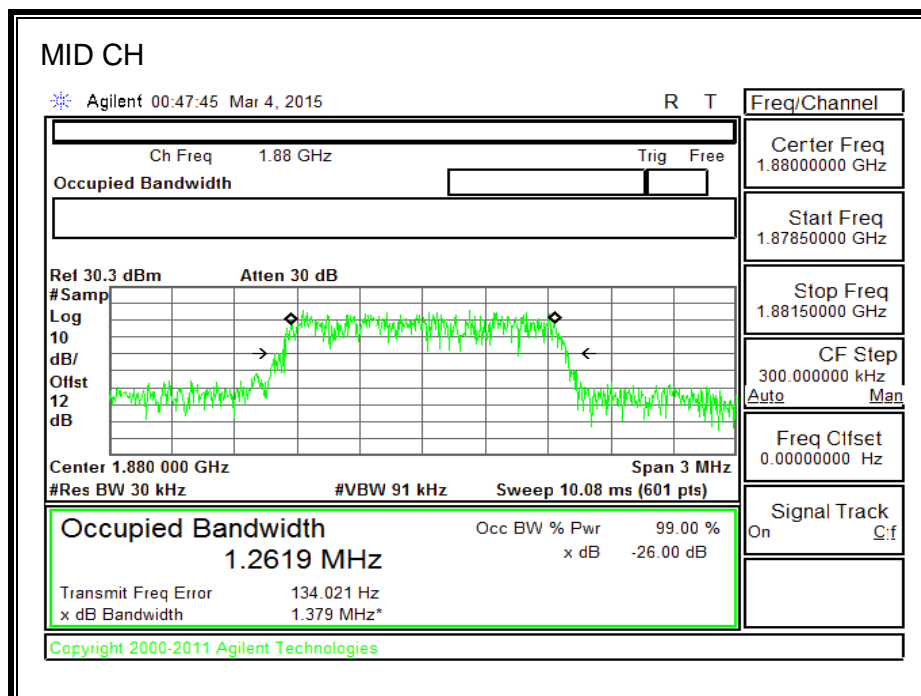 MID CH
Agilent 00:47:45 Mar 4, 2015 R T
Freq/Channel
Ch Freq 1.88 GHz Trig Free
Occupied Bandwidth
Center Freq
1.88000000 GHz
Start Freq
1.87850000 GHz
Stop Freq
1.88150000 GHz
CF Step
300.000000 kHz
Auto Man
Freq Offset
0.00000000 Hz
Signal Track
On Off
Ref 30.3 dBm Atten 30 dB
#Samp
Log
10
dB/
Offst
12
dB
Center 1.880 000 GHz Span 3 MHz
#Res BW 30 kHz #VBW 91 kHz Sweep 10.08 ms (601 pts)
Occupied Bandwidth Occ BW % Pwr 99.00 %
1.2619 MHz x dB -26.00 dB
Transmit Freq Error 134.021 Hz
x dB Bandwidth 1.379 MHz*
Copyright 2000-2011 Agilent Technologies